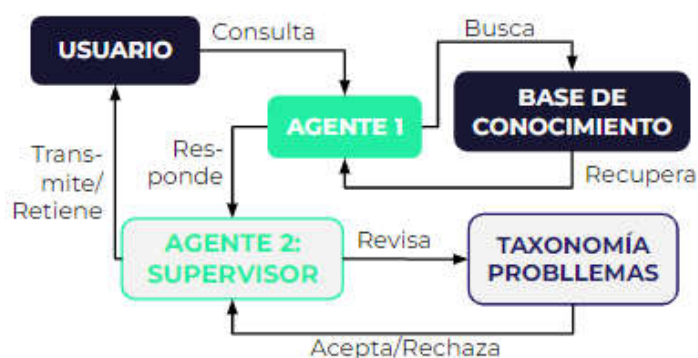 USUARIO
Consulta
Busca
AGENTE 1
BASE DE
CONOCIMIENTO
Trans-
mite/
Retiene
Res-
ponde
Recupera
AGENTE 2:
SUPERVISOR
Revisa
TAXONOMÍA
PROBLLEMAS
Acepta/Rechaza